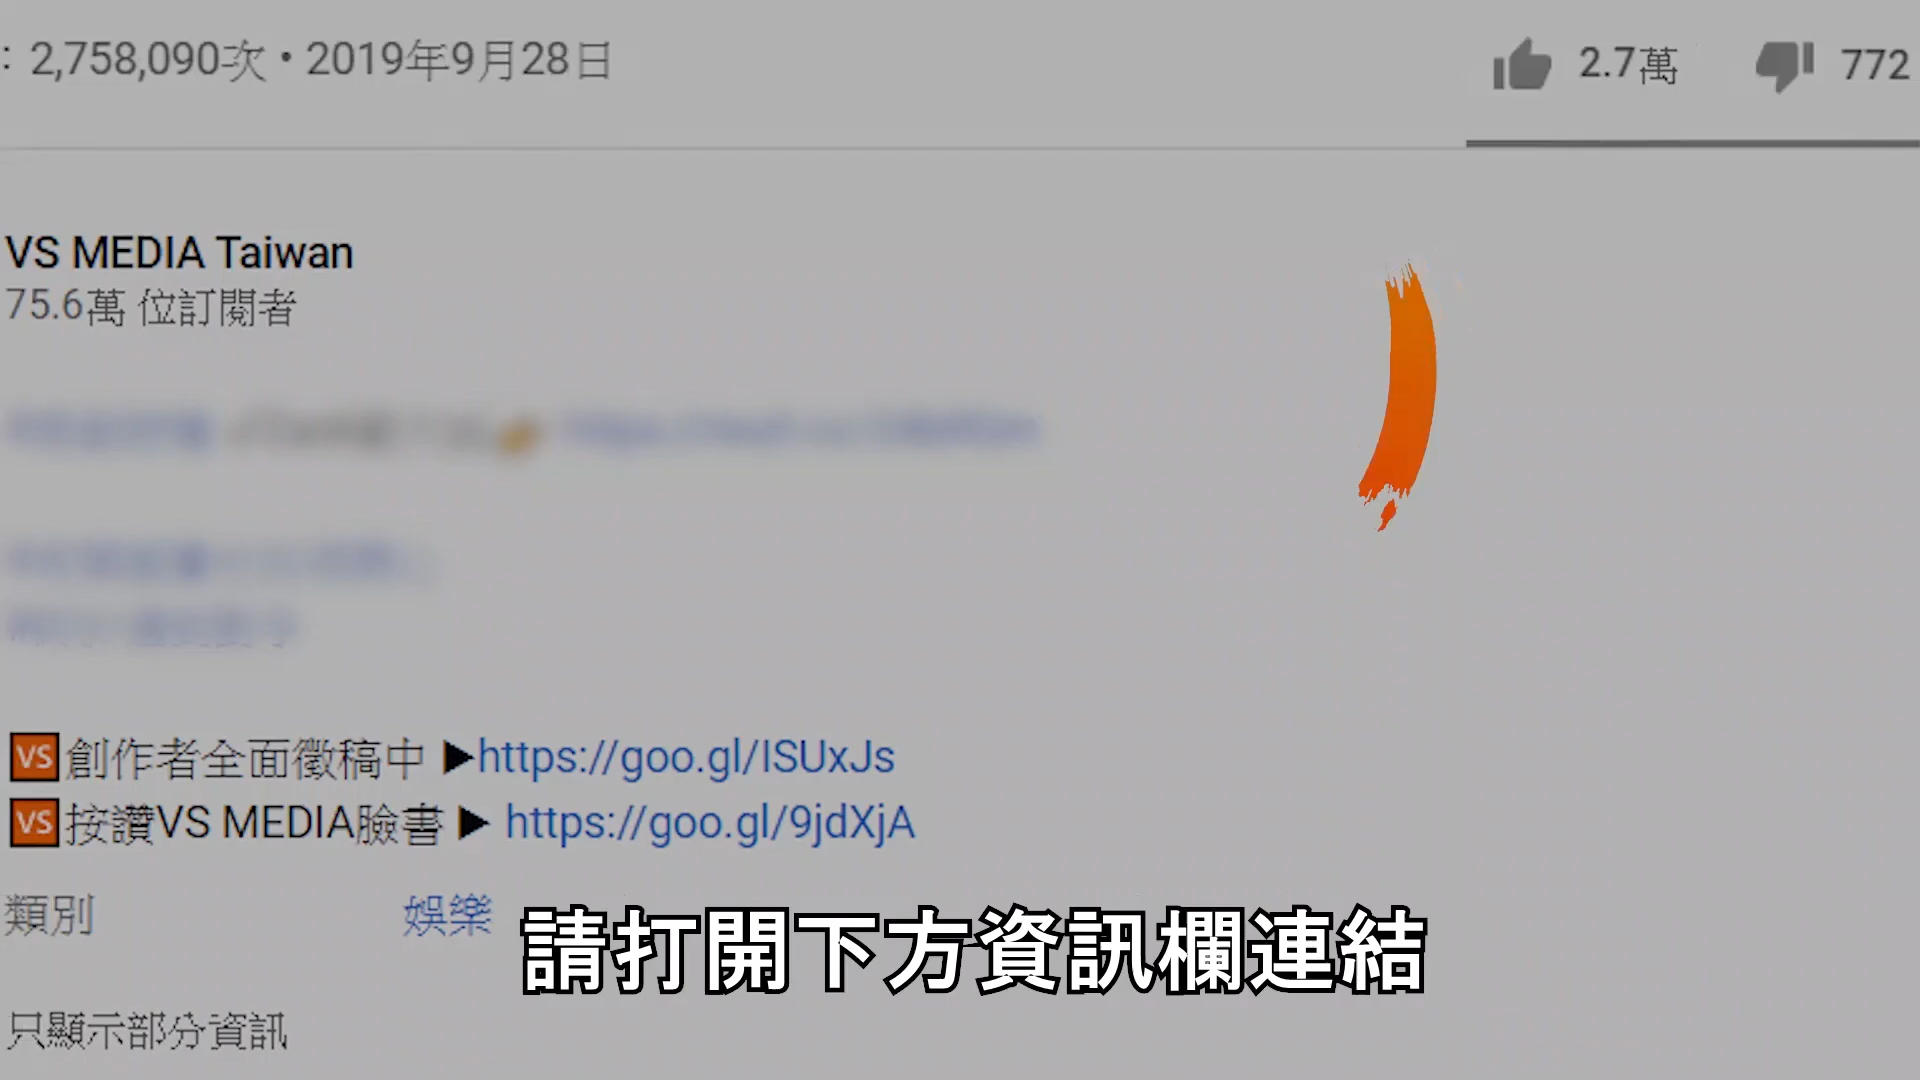 : 2,758,090次 • 2019年9月28日
2.7萬
772
VS MEDIA Taiwan
75.6萬 位訂閱者
VS創作者全面徵稿中 ▶https://goo.gl/ISUxJs
VS按讚VS MEDIA臉書 ▶ https://goo.gl/9jdXjA
類別 娛樂
請打開下方資訊欄連結
只顯示部分資訊